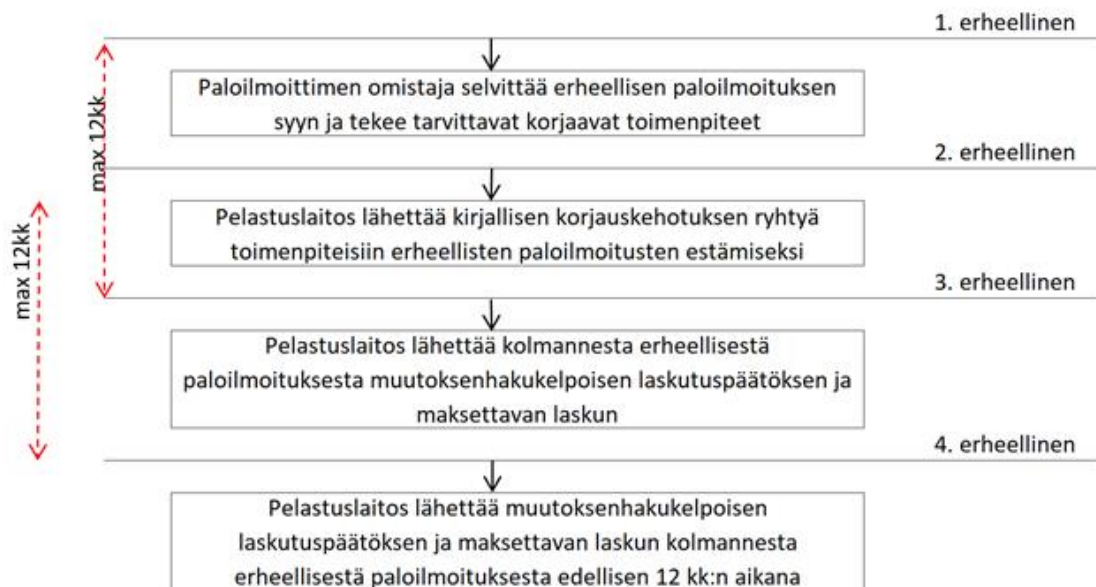 1. erheellinen
Paloilmoittimen omistaja selvittää erheellisen paloilmoituksen
syyn ja tekee tarvittavat korjaavat toimenpiteet
max 12kk
2. erheellinen
Pelastuslaitos lähettää kirjallisen korjauskehotuksen ryhtyä
toimenpiteisiin erheellisten paloilmoitusten estämiseksi
max 12kk
3. erheellinen
Pelastuslaitos lähettää kolmannesta erheellisestä
paloilmoituksesta muutoksenhakukelpoisen laskutuspäätöksen ja
maksettavan laskun
4. erheellinen
Pelastuslaitos lähettää muutoksenhakukelpoisen
laskutuspäätöksen ja maksettavan laskun kolmannesta
erheellisestä paloilmoituksesta edellisen 12 kk:n aikana